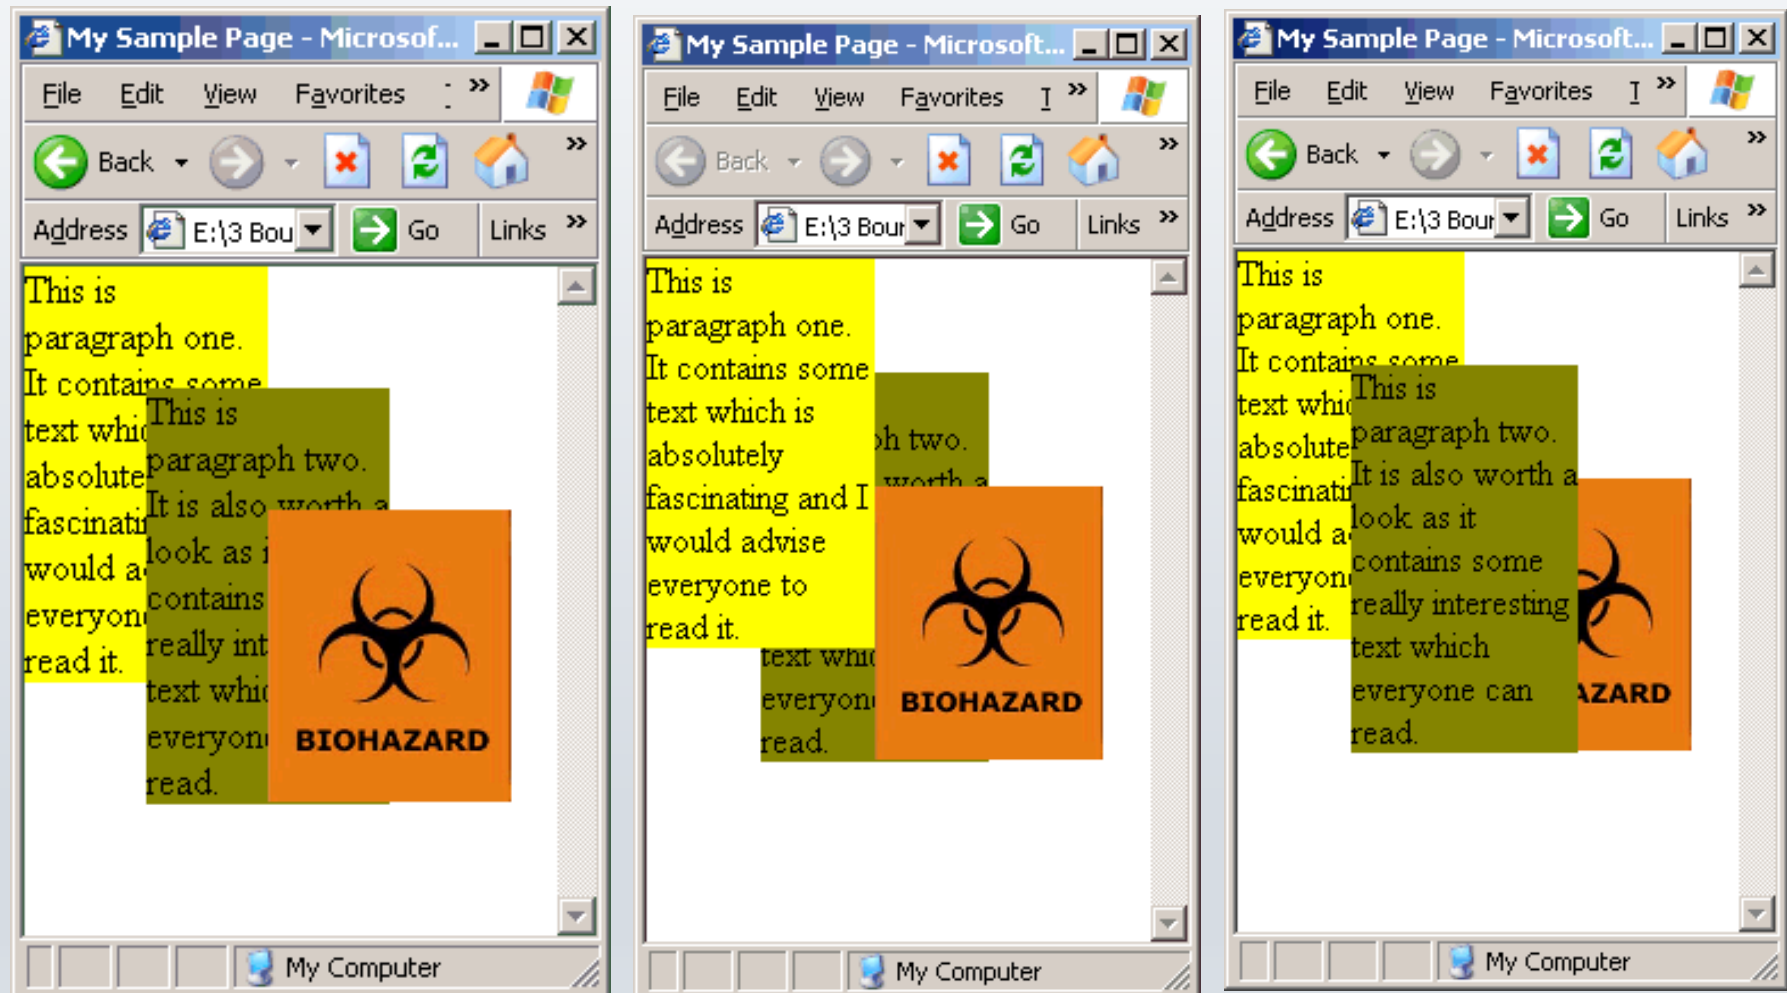 My Sample Page - Microsof...
File Edit View Favorites »
Back »
Address E:\3 Bou Go Links »
This is
paragraph one.
It contains some
text whic
absolute
fascinati
would a
everyon
read it.
This is
paragraph two.
It is also worth a
look as i
contains
really int
text whic
everyon
read.
BIOHAZARD
My Computer
My Sample Page - Microsoft...
File Edit View Favorites T »
Back »
Address E:\3 Bour Go Links »
This is
paragraph one.
It contains some
text which is
absolutely
fascinating and I
would advise
everyone to
read it.
h two.
worth a
text whic
everyon
read.
BIOHAZARD
My Computer
My Sample Page - Microsoft...
File Edit View Favorites T »
Back »
Address E:\3 Bour Go Links »
This is
paragraph one.
It contains some
text whic
absolute
fascinati
would a
everyon
read it.
This is
paragraph two.
It is also worth a
look as it
contains some
really interesting
text which
everyone can
read.
AZARD
My Computer